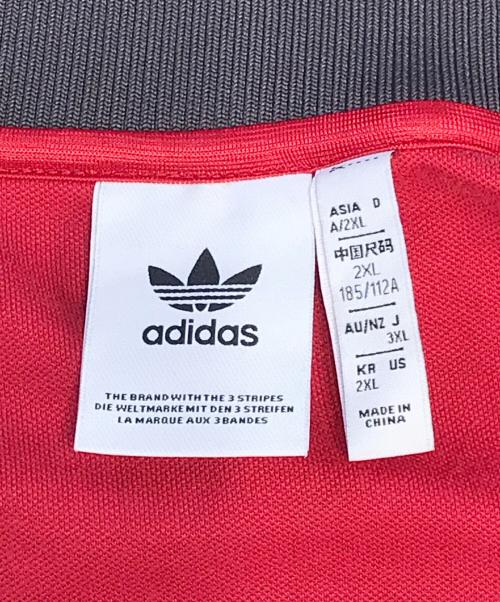 adidas
THE BRAND WITH THE 3 STRIPES
DIE WELTMARKE MIT DEN 3 STREIFEN
LA MARQUE AUX 3 BANDES
ASIA D
A/2XL
中国尺码
2XL
185/112A
AU/NZ J
3XL
KR US
2XL
MADE IN
CHINA